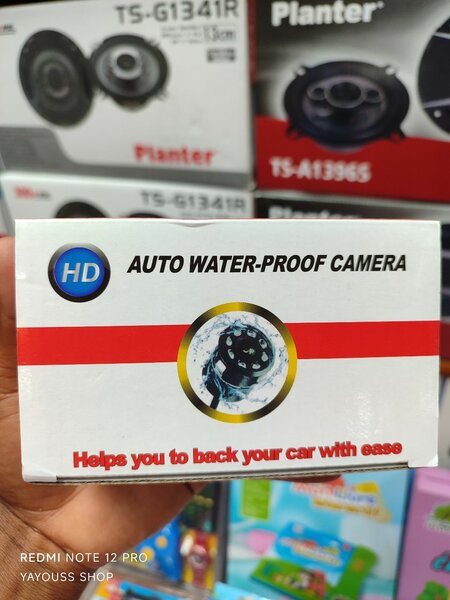 TS-G1341R
13cm
Planter
Planter
TS-A1396S
TS-G1341R
HD
AUTO WATER-PROOF CAMERA
Helps you to back your car with ease
REDMI NOTE 12 PRO
YAYOUSS SHOP